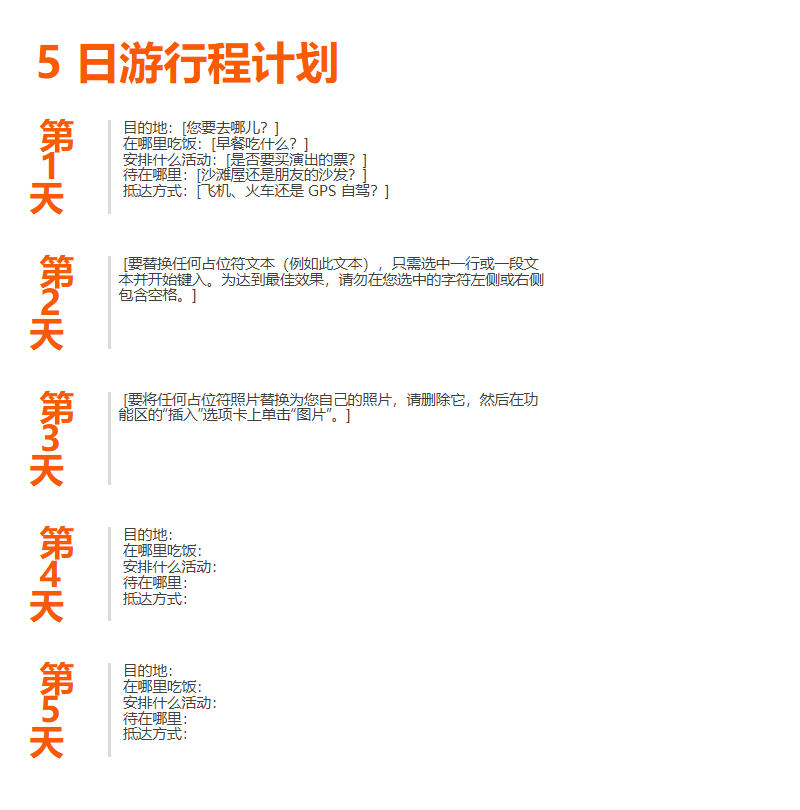 5 日游行程计划
第
1
天
目的地：[您要去哪儿？]
在哪里吃饭：[早餐吃什么？]
安排什么活动：[是否要买演出的票？]
待在哪里：[沙滩屋还是朋友的沙发？]
抵达方式：[飞机、火车还是 GPS 自驾？]
第
2
天
[要替换任何占位符文本（例如此文本），只需选中一行或一段文
本并开始键入。为达到最佳效果，请勿在您选中的字符左侧或右侧
包含空格。]
第
3
天
[要将任何占位符照片替换为您自己的照片，请删除它，然后在功
能区的“插入”选项卡上单击“图片”。]
第
4
天
目的地：
在哪里吃饭：
安排什么活动：
待在哪里：
抵达方式：
第
5
天
目的地：
在哪里吃饭：
安排什么活动：
待在哪里：
抵达方式：